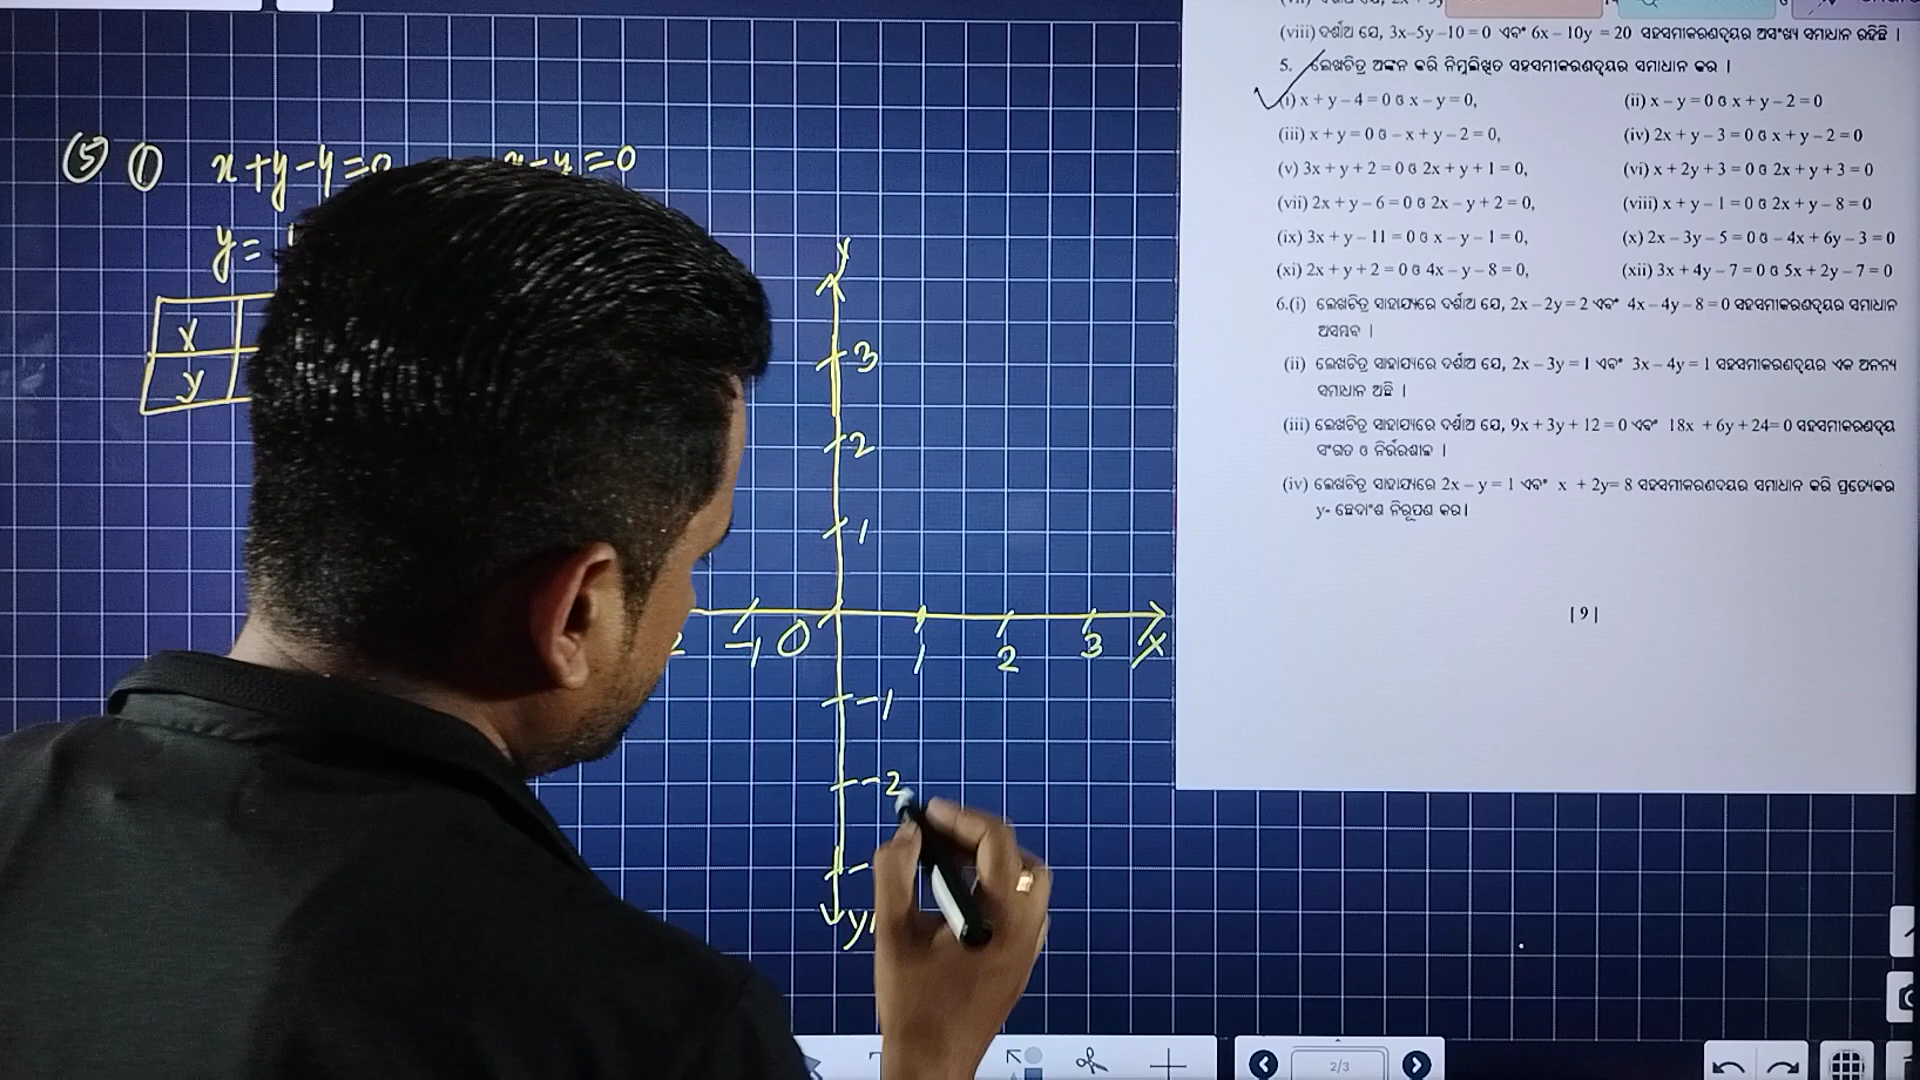 (viii) ଦର୍ଶାଅ ଯେ, 3x–5y –10 = 0 ଏବଂ 6x – 10y = 20 ସହସମୀକରଣଦ୍ୱୟର ଅସଂଖ୍ୟ ସମାଧାନ ରହିଛି ।
5. ଲେଖଚିତ୍ର ଅଙ୍କନ କରି ନିମ୍ନଲିଖିତ ସହସମୀକରଣଦ୍ୱୟର ସମାଧାନ କର ।
(i) x + y – 4 = 0 ଓ x – y = 0, (ii) x – y = 0 ଓ x + y – 2 = 0
(iii) x + y = 0 ଓ – x + y – 2 = 0, (iv) 2x + y – 3 = 0 ଓ x + y – 2 = 0
(v) 3x + y + 2 = 0 ଓ 2x + y + 1 = 0, (vi) x + 2y + 3 = 0 ଓ 2x + y + 3 = 0
(vii) 2x + y – 6 = 0 ଓ 2x – y + 2 = 0, (viii) x + y – 1 = 0 ଓ 2x + y – 8 = 0
(ix) 3x + y – 11 = 0 ଓ x – y – 1 = 0, (x) 2x – 3y – 5 = 0 ଓ – 4x + 6y – 3 = 0
(xi) 2x + y + 2 = 0 ଓ 4x – y – 8 = 0, (xii) 3x + 4y – 7 = 0 ଓ 5x + 2y – 7 = 0
6.(i) ଲେଖଚିତ୍ର ସାହାଯ୍ୟରେ ଦର୍ଶାଅ ଯେ, 2x – 2y = 2 ଏବଂ 4x – 4y – 8 = 0 ସହସମୀକରଣଦ୍ୱୟର ସମାଧାନ
ଅସମ୍ଭବ ।
(ii) ଲେଖଚିତ୍ର ସାହାଯ୍ୟରେ ଦର୍ଶାଅ ଯେ, 2x – 3y = 1 ଏବଂ 3x – 4y = 1 ସହସମୀକରଣଦ୍ୱୟର ଏକ ଅନନ୍ୟ
ସମାଧାନ ଅଛି ।
(iii) ଲେଖଚିତ୍ର ସାହାଯ୍ୟରେ ଦର୍ଶାଅ ଯେ, 9x + 3y + 12 = 0 ଏବଂ 18x + 6y + 24= 0 ସହସମୀକରଣଦ୍ୱୟ
ସଂଗତ ଓ ନିର୍ଭରଶୀଳ ।
(iv) ଲେଖଚିତ୍ର ସାହାଯ୍ୟରେ 2x – y = 1 ଏବଂ x + 2y= 8 ସହସମୀକରଣଦ୍ୱୟର ସମାଧାନ କରି ପ୍ରତ୍ୟେକର
y- ଛେଦାଂଶ ନିରୂପଣ କର।
[ 9 ]
⑤ ① x+y-4=0 x-y=0
y=
x
y
y
3
2
1
-1 0 1 2 3 X
-1
-2
y
2/3